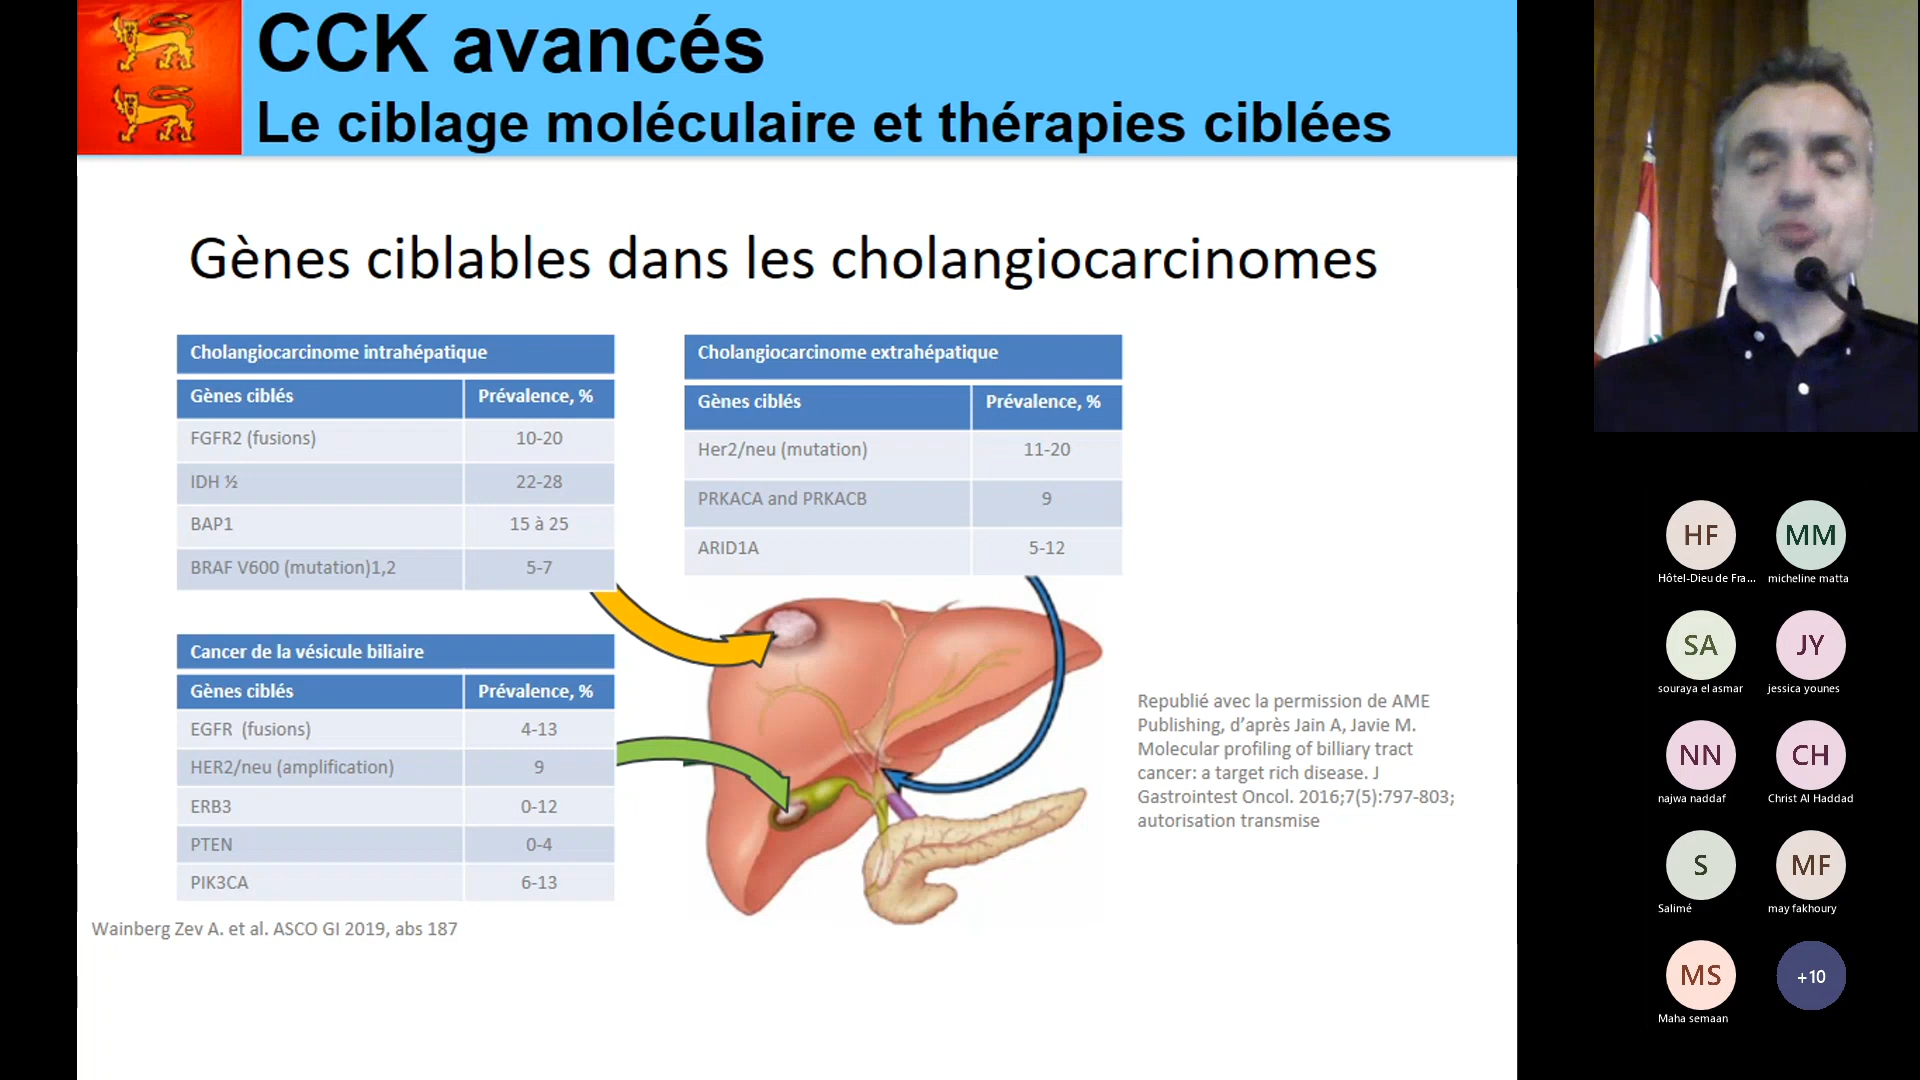 CCK avancés
Le ciblage moléculaire et thérapies ciblées
Gènes ciblables dans les cholangiocarcinomes
Cholangiocarcinome intrahépatique
Gènes ciblés Prévalence, %
FGFR2 (fusions) 10-20
IDH ½ 22-28
BAP1 15 à 25
BRAF V600 (mutation)1,2 5-7
Cholangiocarcinome extrahépatique
Gènes ciblés Prévalence, %
Her2/neu (mutation) 11-20
PRKACA and PRKACB 9
ARID1A 5-12
Cancer de la vésicule biliaire
Gènes ciblés Prévalence, %
EGFR (fusions) 4-13
HER2/neu (amplification) 9
ERB3 0-12
PTEN 0-4
PIK3CA 6-13
Republié avec la permission de AME
Publishing, d’après Jain A, Javie M.
Molecular profiling of billiary tract
cancer: a target rich disease. J
Gastrointest Oncol. 2016;7(5):797-803;
autorisation transmise
Wainberg Zev A. et al. ASCO GI 2019, abs 187
HF MM
Hôtel-Dieu de Fra... micheline matta
SA JY
souraya el asmar jessica younes
NN CH
najwa naddaf Christ Al Haddad
S MF
Salimé may fakhoury
MS +10
Maha semaan